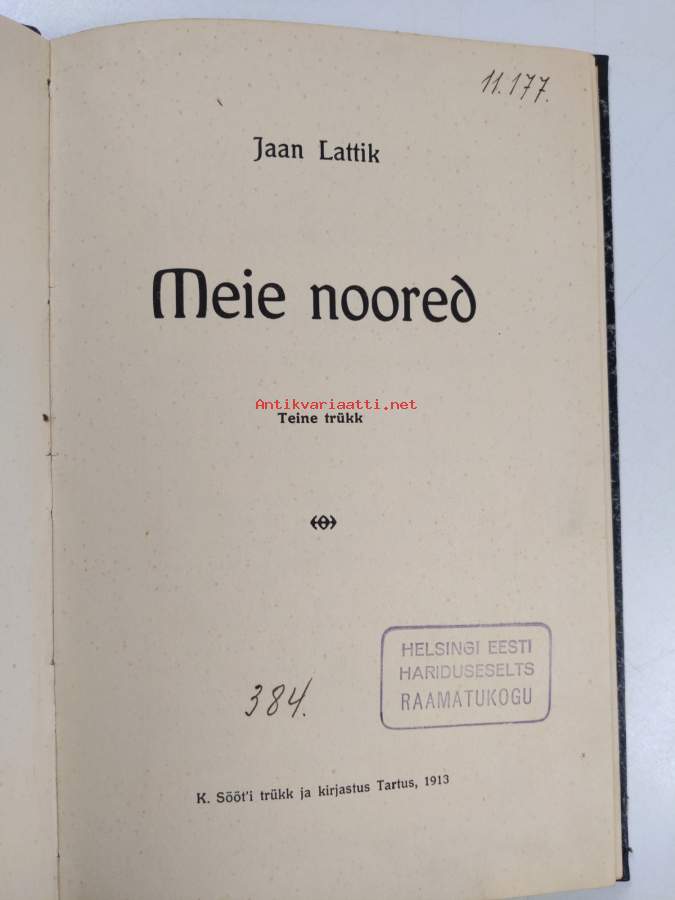 11.177.
Jaan Lattik
Meie noored
Antikvariaatti.net
Teine trükk
HELSINGI EESTI
HARIDUSESELTS
RAAMATUKOGU
384.
K. Sööt'i trükk ja kirjastus Tartus, 1913